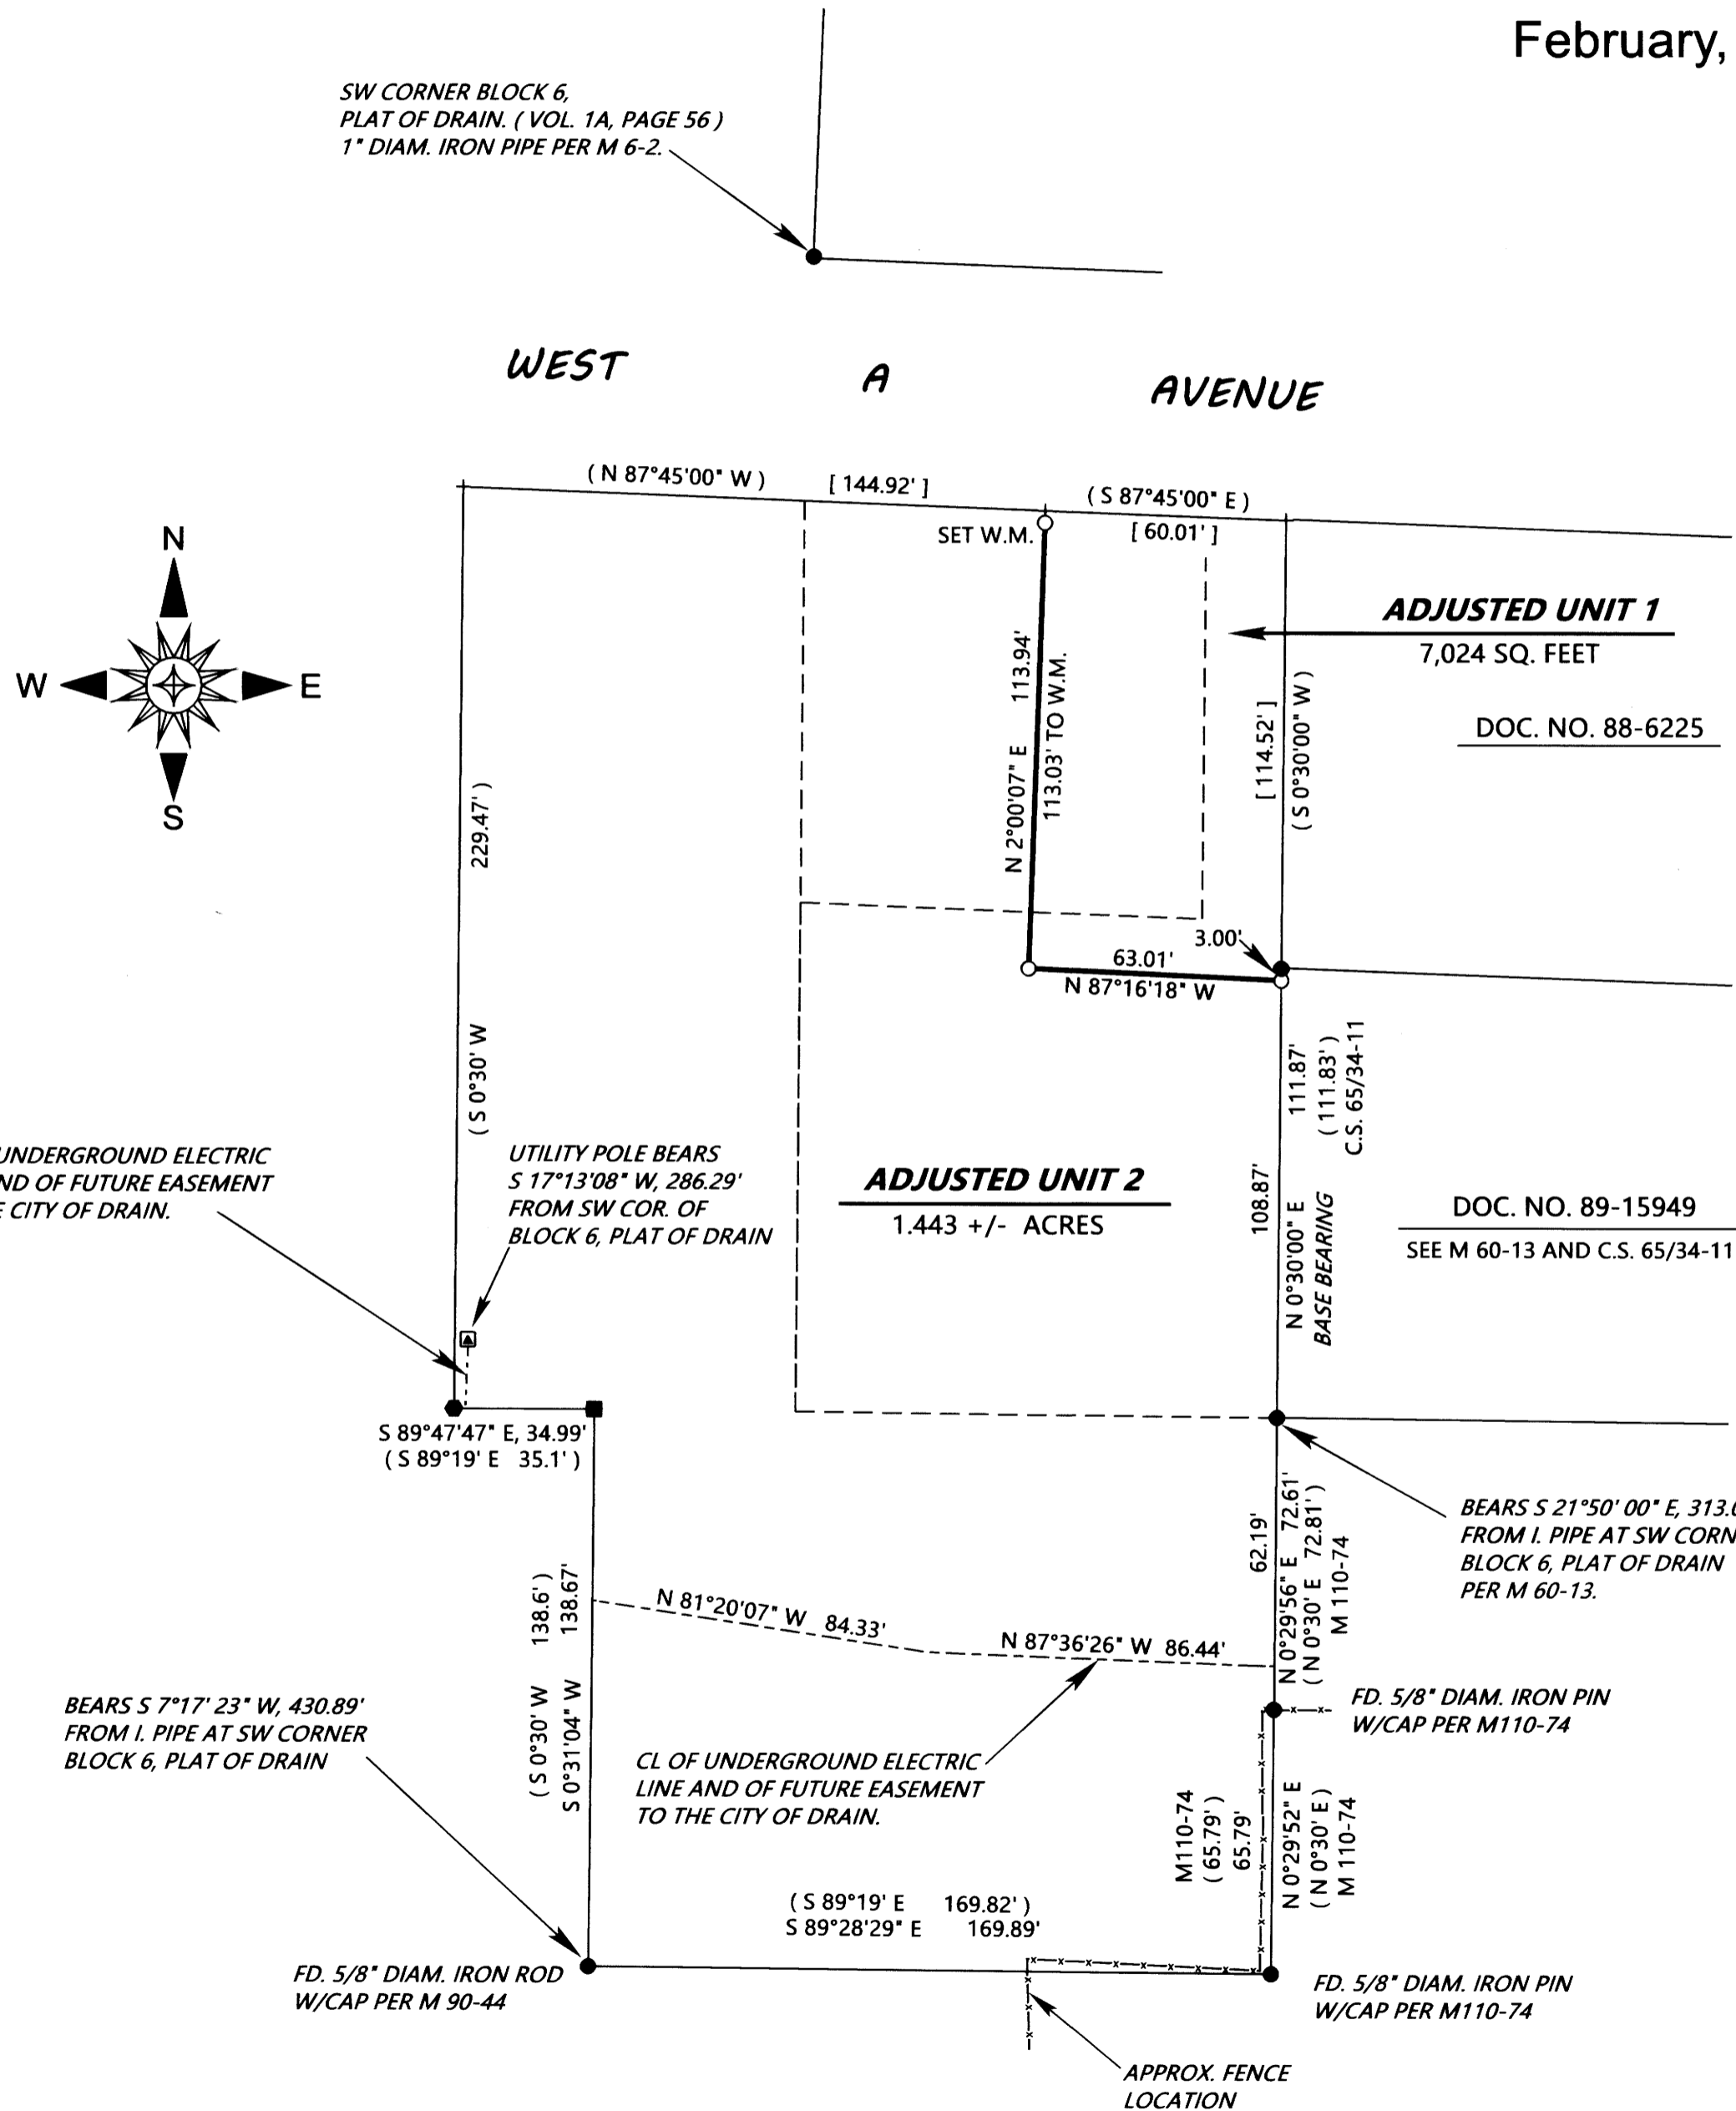 February,
SW CORNER BLOCK 6,
PLAT OF DRAIN. ( VOL. 1A, PAGE 56 )
1" DIAM. IRON PIPE PER M 6-2.
WEST A AVENUE
( N 87°45'00" W )
[ 144.92' ]
( S 87°45'00" E )
[ 60.01' ]
SET W.M.
N
W
E
S
ADJUSTED UNIT 1
7,024 SQ. FEET
DOC. NO. 88-6225
N 2°00'07" E 113.94'
113.03' TO W.M.
[ 114.52' ]
( S 0°30'00" W )
229.47' )
( S 0°30' W
3.00'
63.01'
N 87°16'18" W
111.87'
( 111.83' )
C.S. 65/34-11
108.87'
N 0°30'00" E
BASE BEARING
UNDERGROUND ELECTRIC
ND OF FUTURE EASEMENT
E CITY OF DRAIN.
UTILITY POLE BEARS
S 17°13'08" W, 286.29'
FROM SW COR. OF
BLOCK 6, PLAT OF DRAIN
ADJUSTED UNIT 2
1.443 +/- ACRES
DOC. NO. 89-15949
SEE M 60-13 AND C.S. 65/34-11
S 89°47'47" E, 34.99'
( S 89°19' E 35.1' )
BEARS S 21°50' 00" E, 313.
FROM I. PIPE AT SW CORN
BLOCK 6, PLAT OF DRAIN
PER M 60-13.
62.19'
N 0°29'56" E 72.61'
( N 0°30' E 72.81' )
M 110-74
( S 0°30' W 138.6' )
S 0°31'04" W 138.67'
N 81°20'07" W 84.33'
N 87°36'26" W 86.44'
BEARS S 7°17' 23" W, 430.89'
FROM I. PIPE AT SW CORNER
BLOCK 6, PLAT OF DRAIN
CL OF UNDERGROUND ELECTRIC
LINE AND OF FUTURE EASEMENT
TO THE CITY OF DRAIN.
FD. 5/8" DIAM. IRON PIN
W/CAP PER M110-74
M110-74
( 65.79' )
65.79'
N 0°29'52" E
( N 0°30' E )
M 110-74
( S 89°19' E 169.82' )
S 89°28'29" E 169.89'
FD. 5/8" DIAM. IRON ROD
W/CAP PER M 90-44
FD. 5/8" DIAM. IRON PIN
W/CAP PER M110-74
APPROX. FENCE
LOCATION